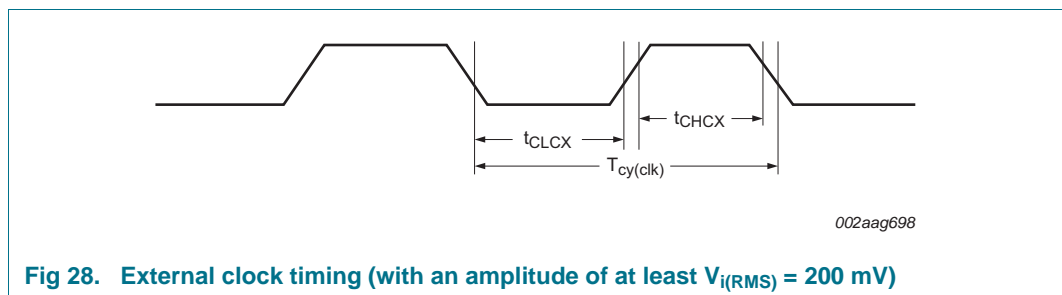 tCHCX
tCLCX
Tcy(clk)
002aag698
Fig 28. External clock timing (with an amplitude of at least Vi(RMS) = 200 mV)